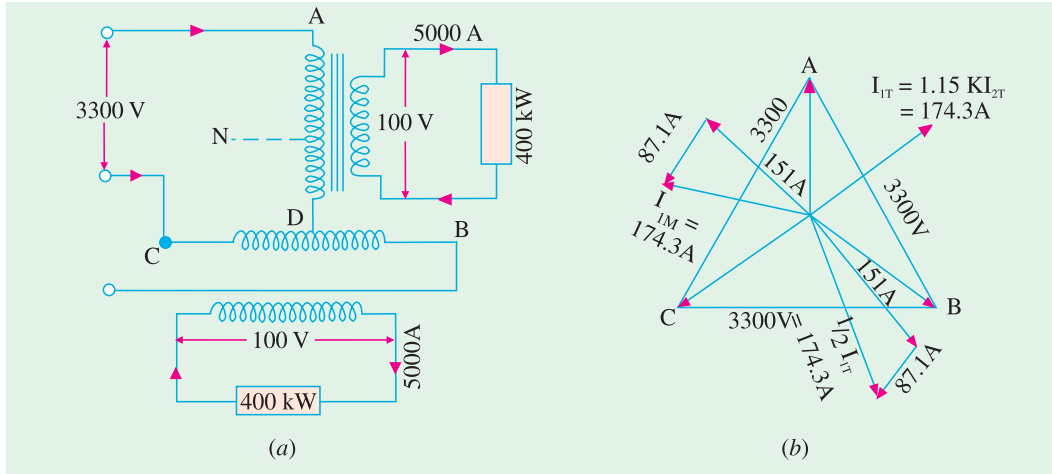 A
5000 A
3300 V
N
100 V
400 kW
D
B
C
100 V
5000A
400 kW
(a)
A
I1T = 1.15 KI2T
= 174.3A
3300
87.1A
151A
3300V
I1M =
174.3A
151A
C
B
3300V
1/2 I1T
= 174.3A
87.1A
(b)